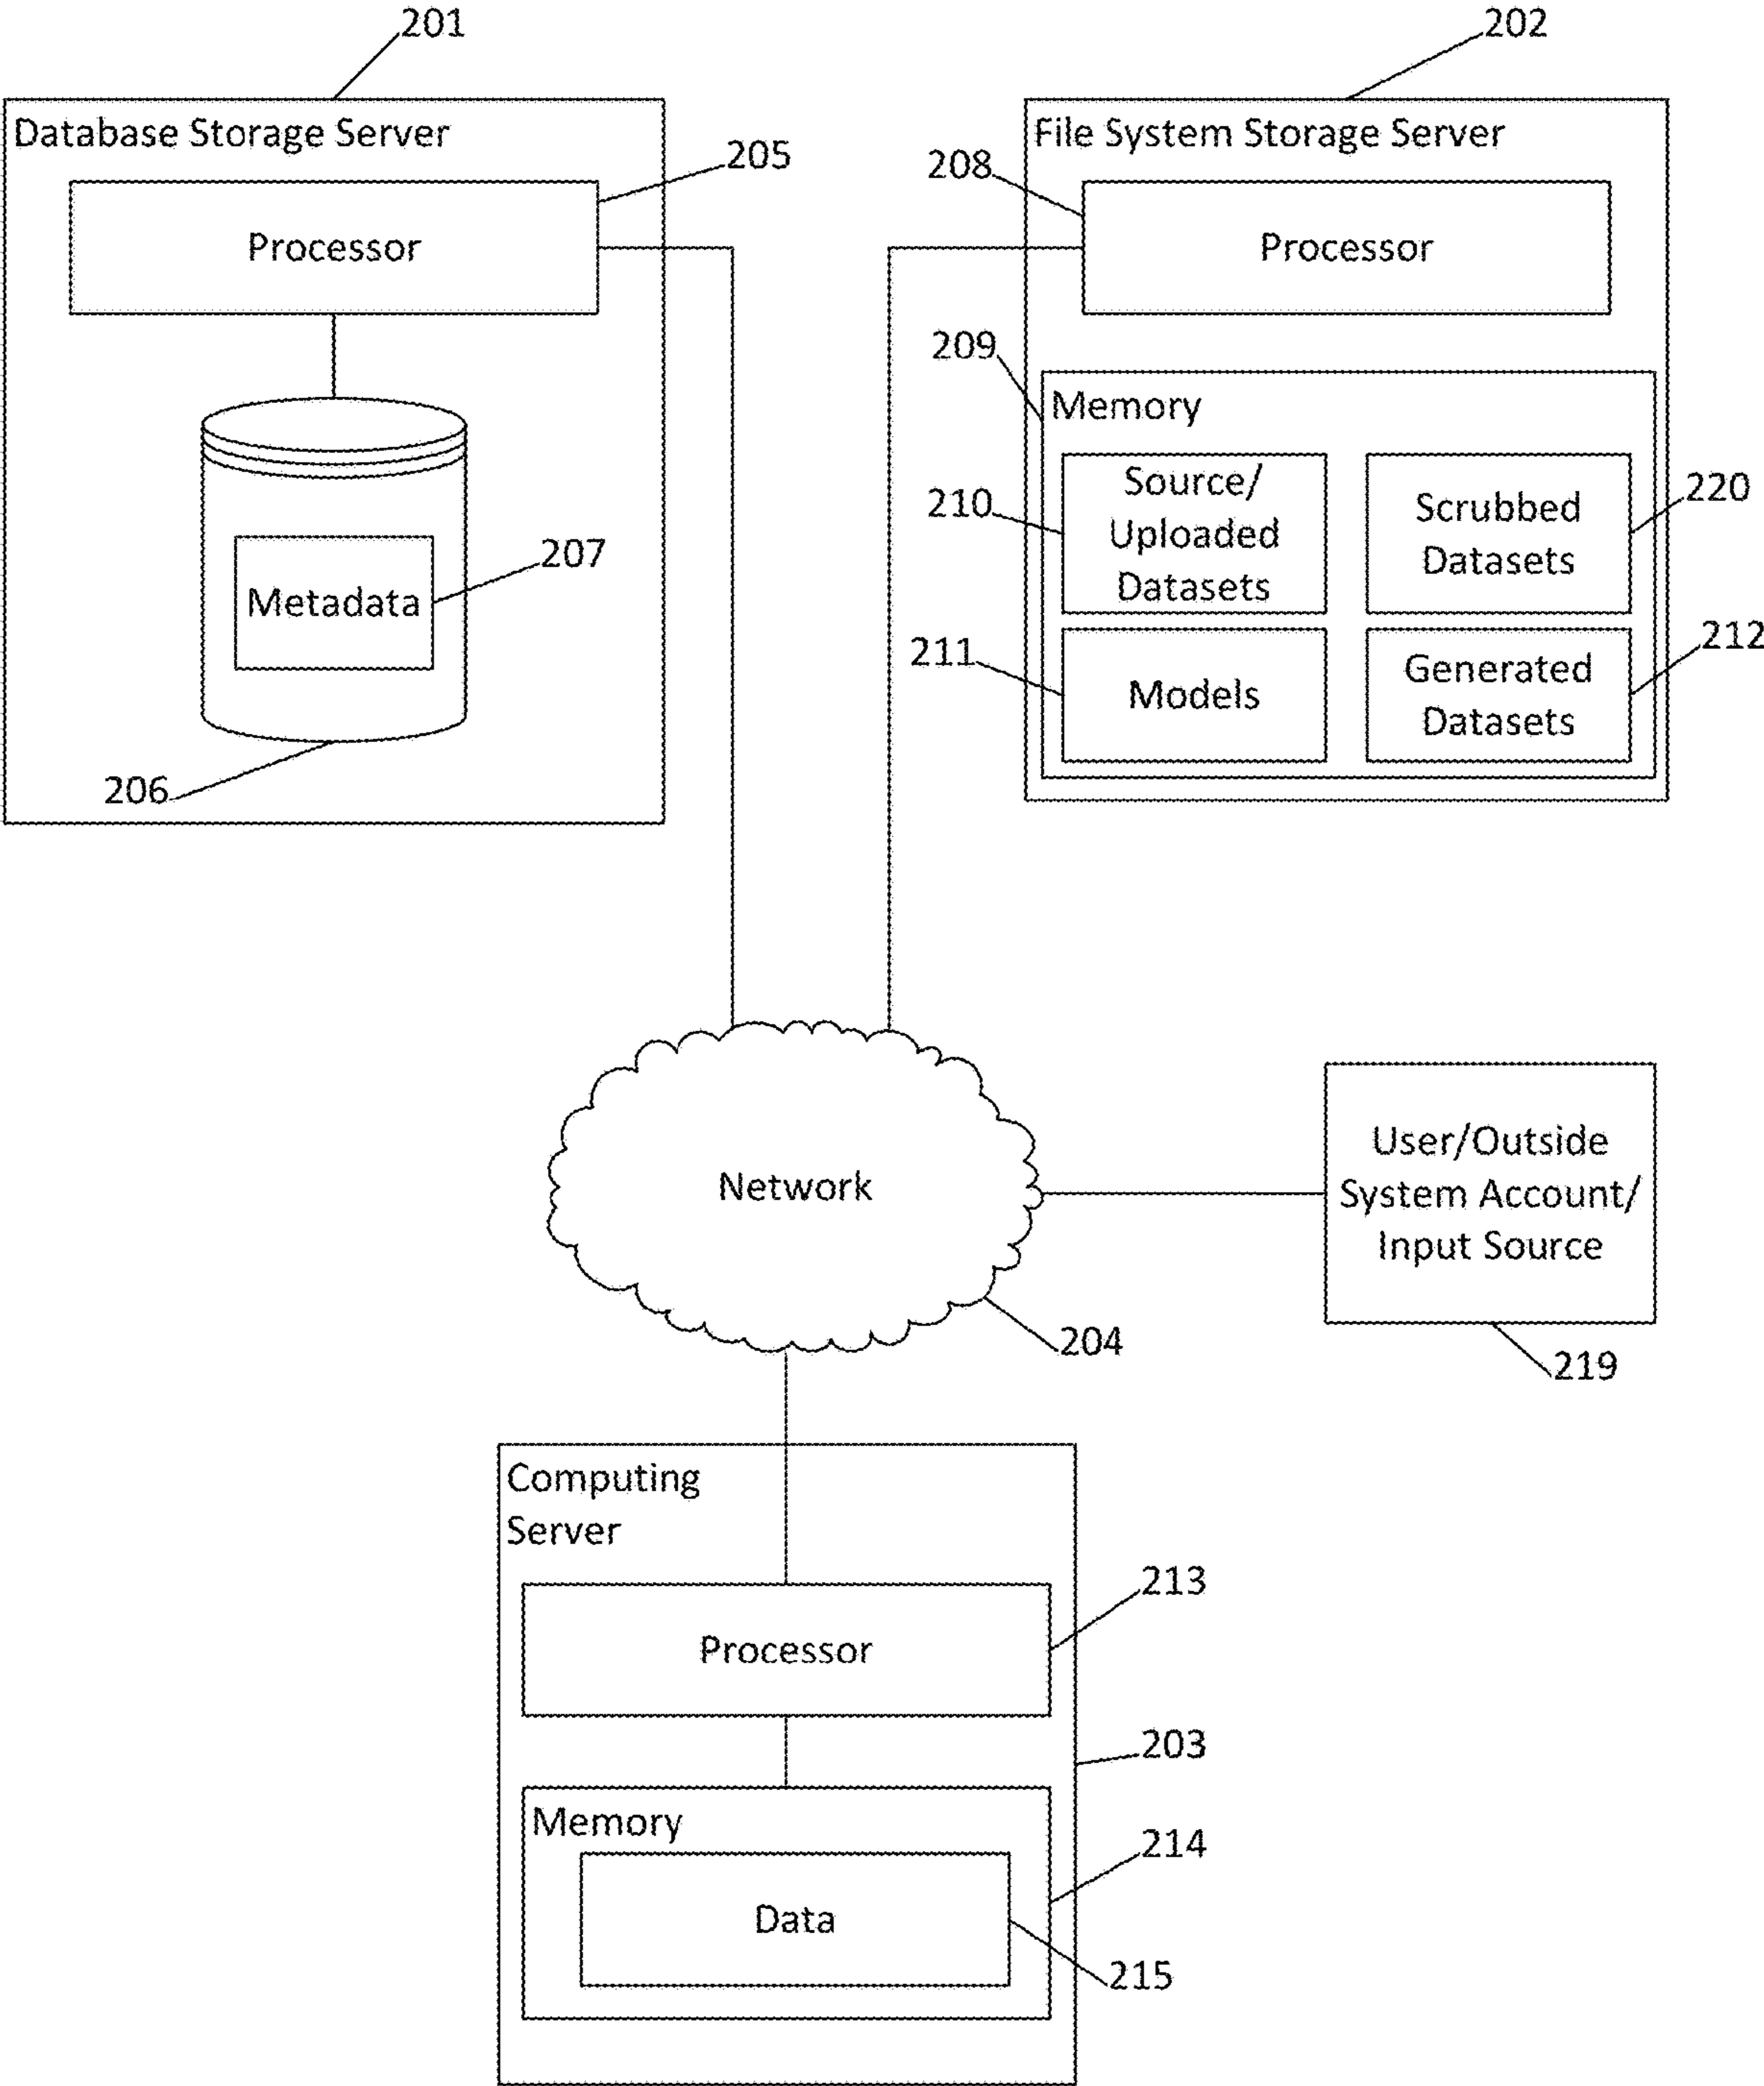 201
202
Database Storage Server
File System Storage Server
205
208
Processor
Processor
209
Memory
210
Source/
Uploaded
Datasets
Scrubbed
Datasets
220
207
Metadata
211
Models
Generated
Datasets
212
206
Network
User/Outside
System Account/
Input Source
204
219
Computing
Server
213
Processor
203
Memory
214
Data
215